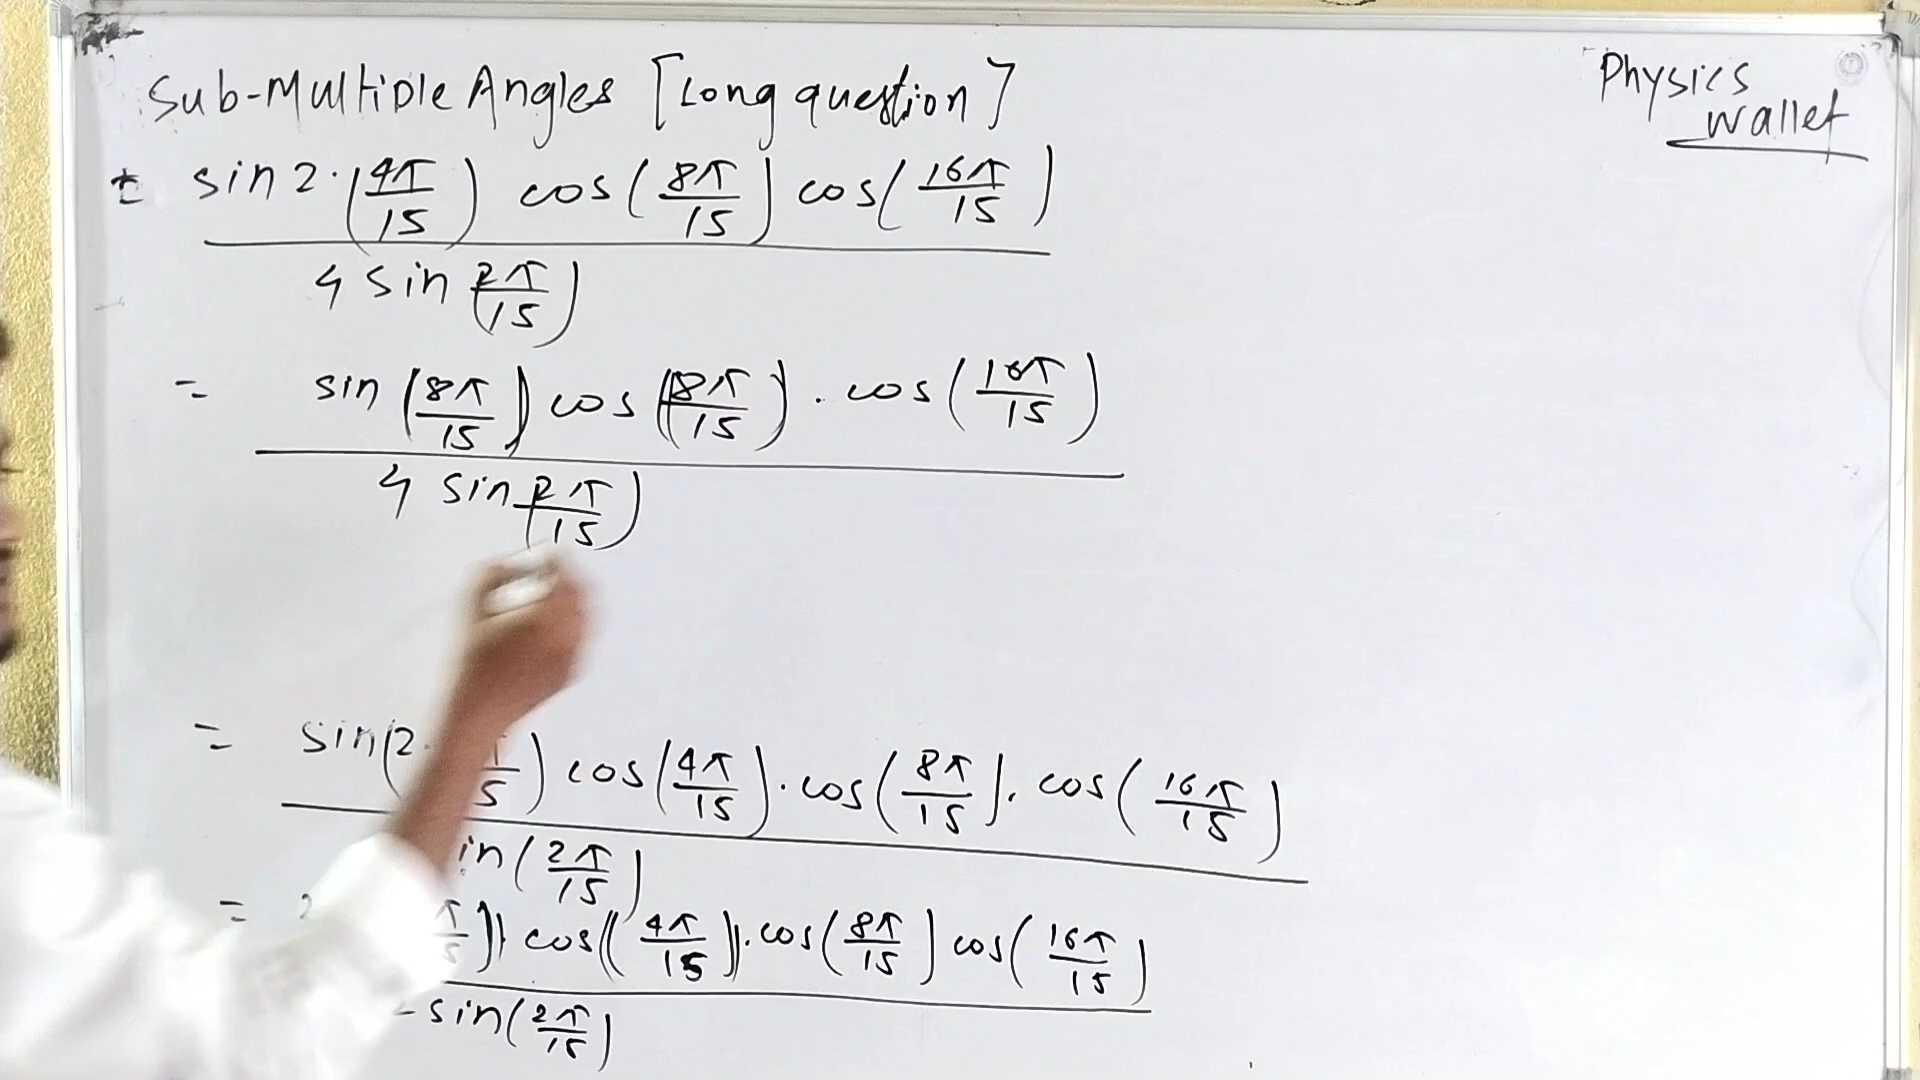 Sub-Multiple Angles [Long question]
Physics
Wallet
= sin 2·(4π/15) cos(8π/15) cos(16π/15)
4 sin(2π/15)
= sin(8π/15) cos(8π/15) · cos(16π/15)
4 sin(2π/15)
= sin(2· cos(4π/15) · cos(8π/15) · cos(16π/15)
in(2π/15)
= cos(4π/15) · cos(8π/15) cos(16π/15)
sin(2π/15)